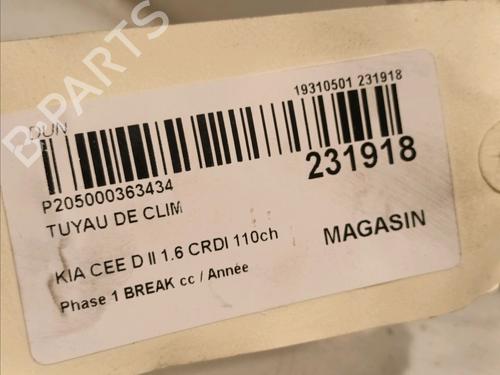 B-PARTS
DUN
19310501 231918
P205000363434
231918
TUYAU DE CLIM
KIA CEE D II 1.6 CRDI 110ch
MAGASIN
Phase 1 BREAK cc / Année